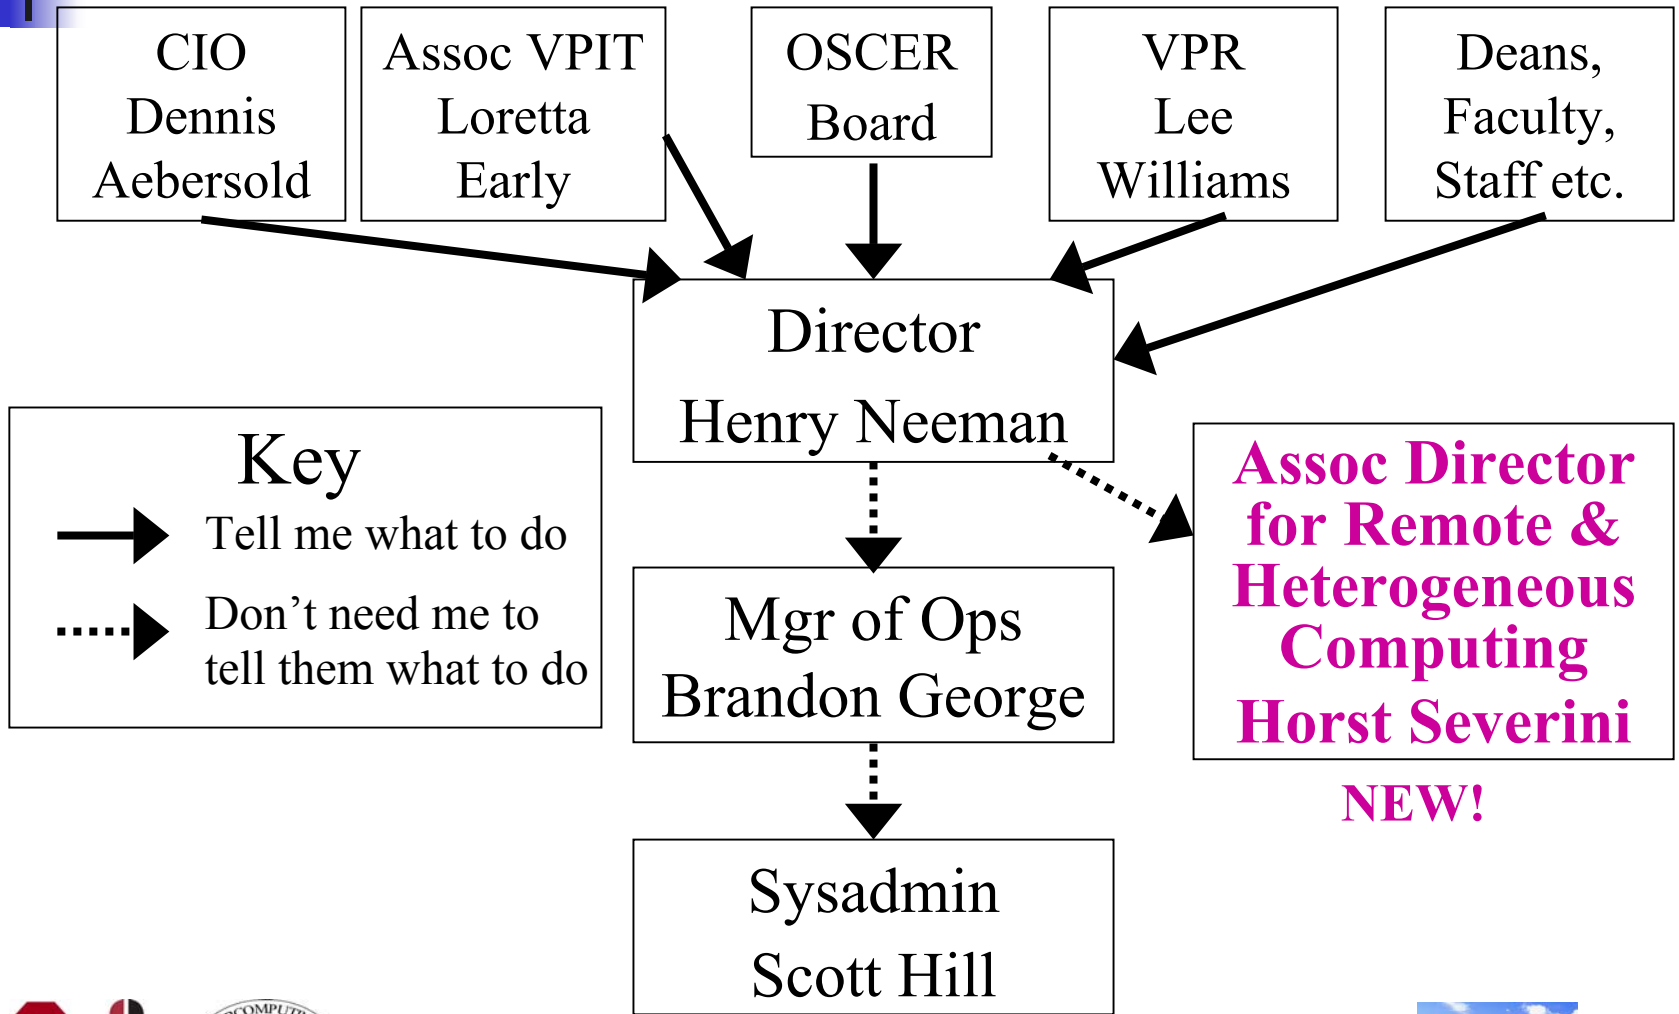 CIO
Dennis
Aebersold
Assoc VPIT
Loretta
Early
OSCER
Board
VPR
Lee
Williams
Deans,
Faculty,
Staff etc.
Director
Henry Neeman
Key
Tell me what to do
Don’t need me to
tell them what to do
Assoc Director
for Remote &
Heterogeneous
Computing
Horst Severini
NEW!
Mgr of Ops
Brandon George
Sysadmin
Scott Hill